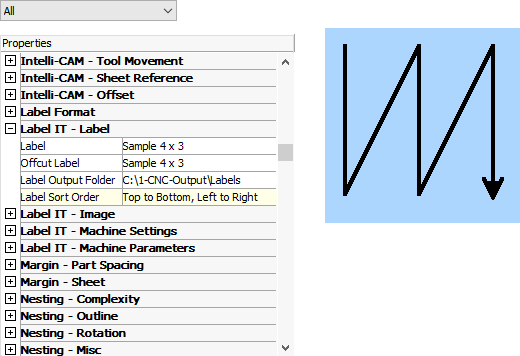 All
Properties
Intelli-CAM - Tool Movement
Intelli-CAM - Sheet Reference
Intelli-CAM - Offset
Label Format
Label IT - Label
Label Sample 4 x 3
Offcut Label Sample 4 x 3
Label Output Folder C:\1-CNC-Output\Labels
Label Sort Order Top to Bottom, Left to Right
Label IT - Image
Label IT - Machine Settings
Label IT - Machine Parameters
Margin - Part Spacing
Margin - Sheet
Nesting - Complexity
Nesting - Outline
Nesting - Rotation
Nesting - Misc